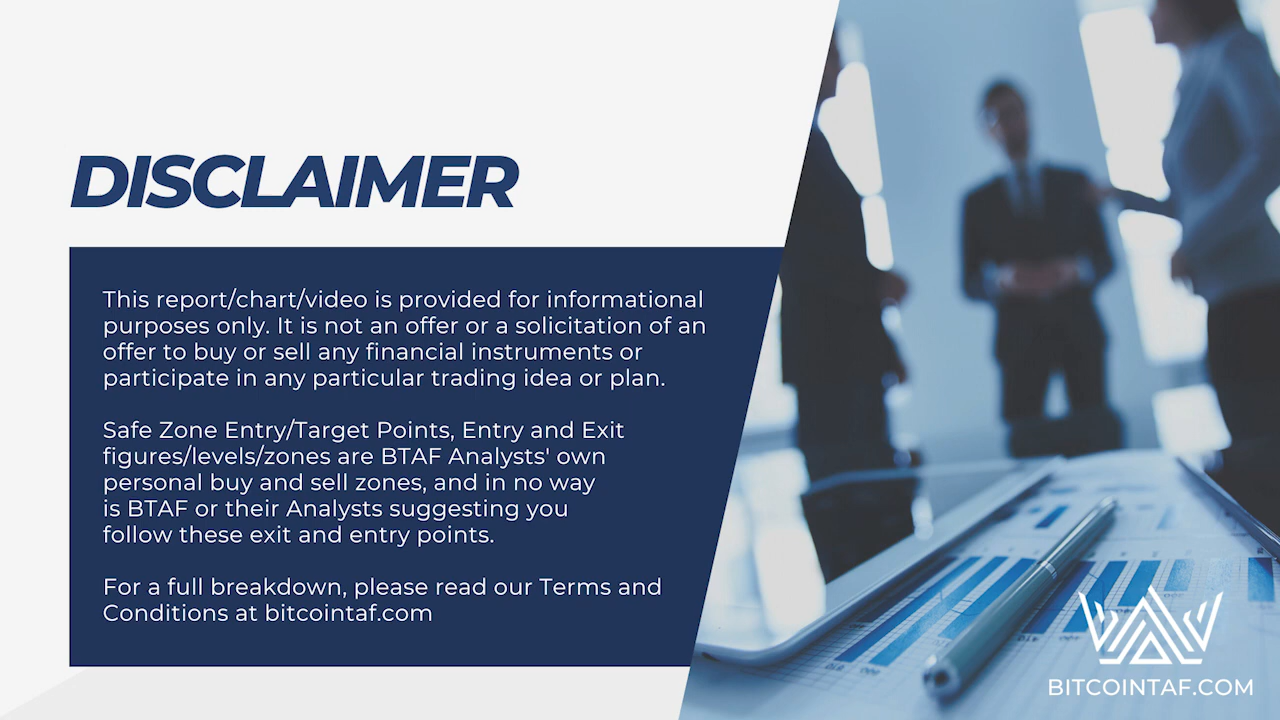 DISCLAIMER
This report/chart/video is provided for informational
purposes only. It is not an offer or a solicitation of an
offer to buy or sell any financial instruments or
participate in any particular trading idea or plan.
Safe Zone Entry/Target Points, Entry and Exit
figures/levels/zones are BTAF Analysts' own
personal buy and sell zones, and in no way
is BTAF or their Analysts suggesting you
follow these exit and entry points.
For a full breakdown, please read our Terms and
Conditions at bitcointaf.com
BITCOINTAF.COM